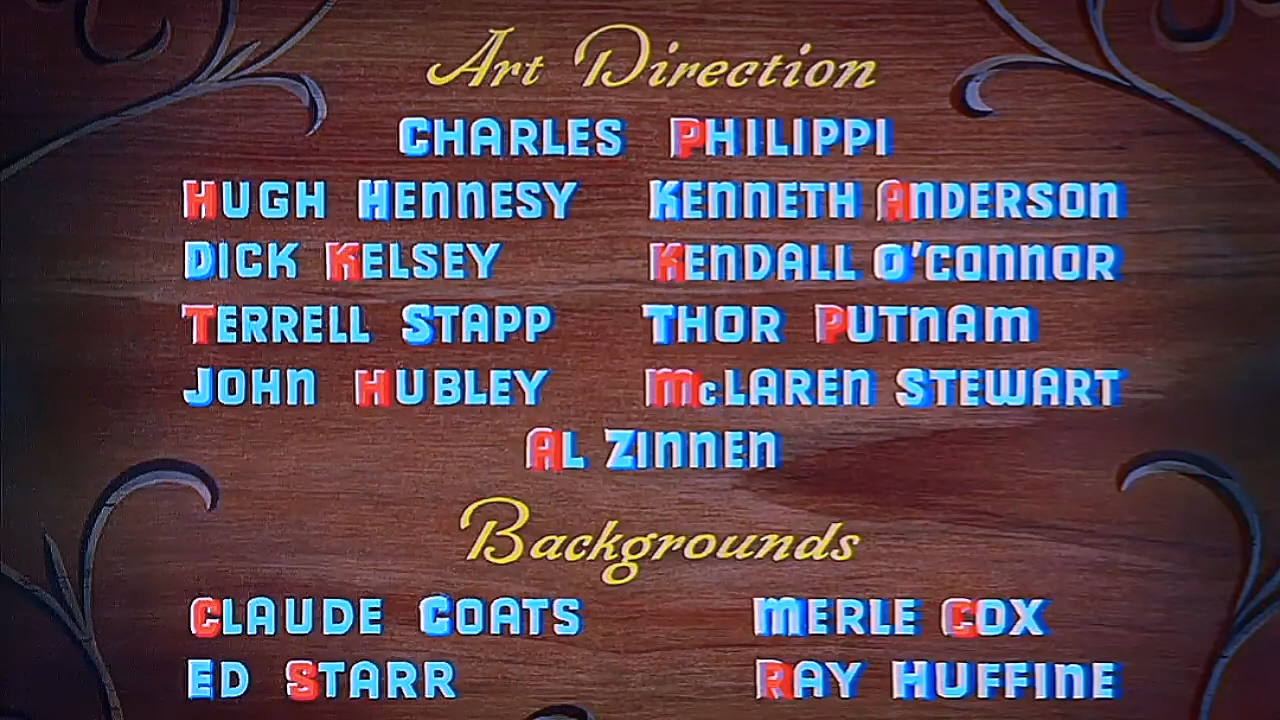 Art Direction
CHARLES PHILIPPI
HUGH HENNESY KENNETH ANDERSON
DICK KELSEY KENDALL O'CONNOR
TERRELL STAPP THOR PUTNAM
JOHN HUBLEY McLAREN STEWART
AL ZINNEN
Backgrounds
CLAUDE COATS MERLE COX
ED STARR RAY HUFFINE